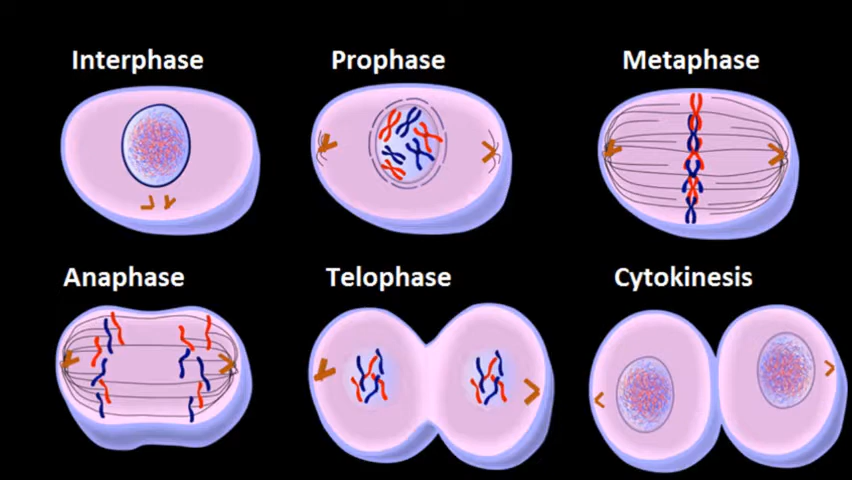 Interphase
Prophase
Metaphase
Anaphase
Telophase
Cytokinesis